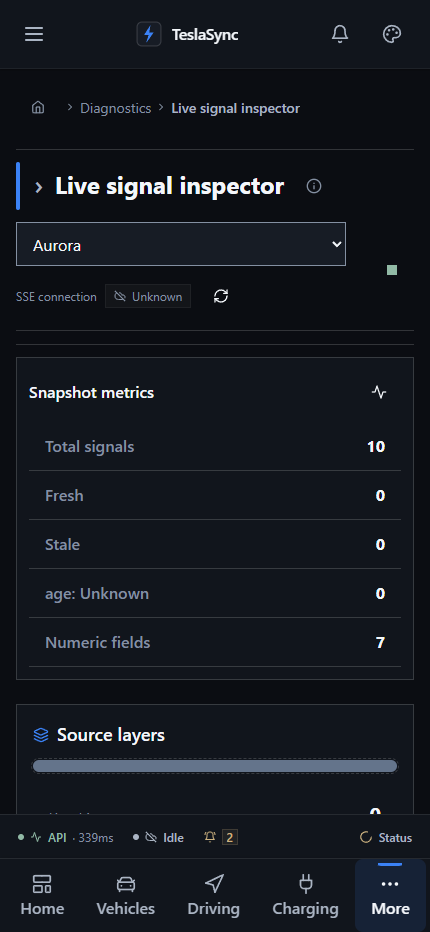 TeslaSync
Diagnostics Live signal inspector
Live signal inspector
Aurora
SSE connection Unknown
Snapshot metrics
Total signals 10
Fresh 0
Stale 0
age: Unknown 0
Numeric fields 7
Source layers
0
API · 339ms Idle 2 Status
Home Vehicles Driving Charging More